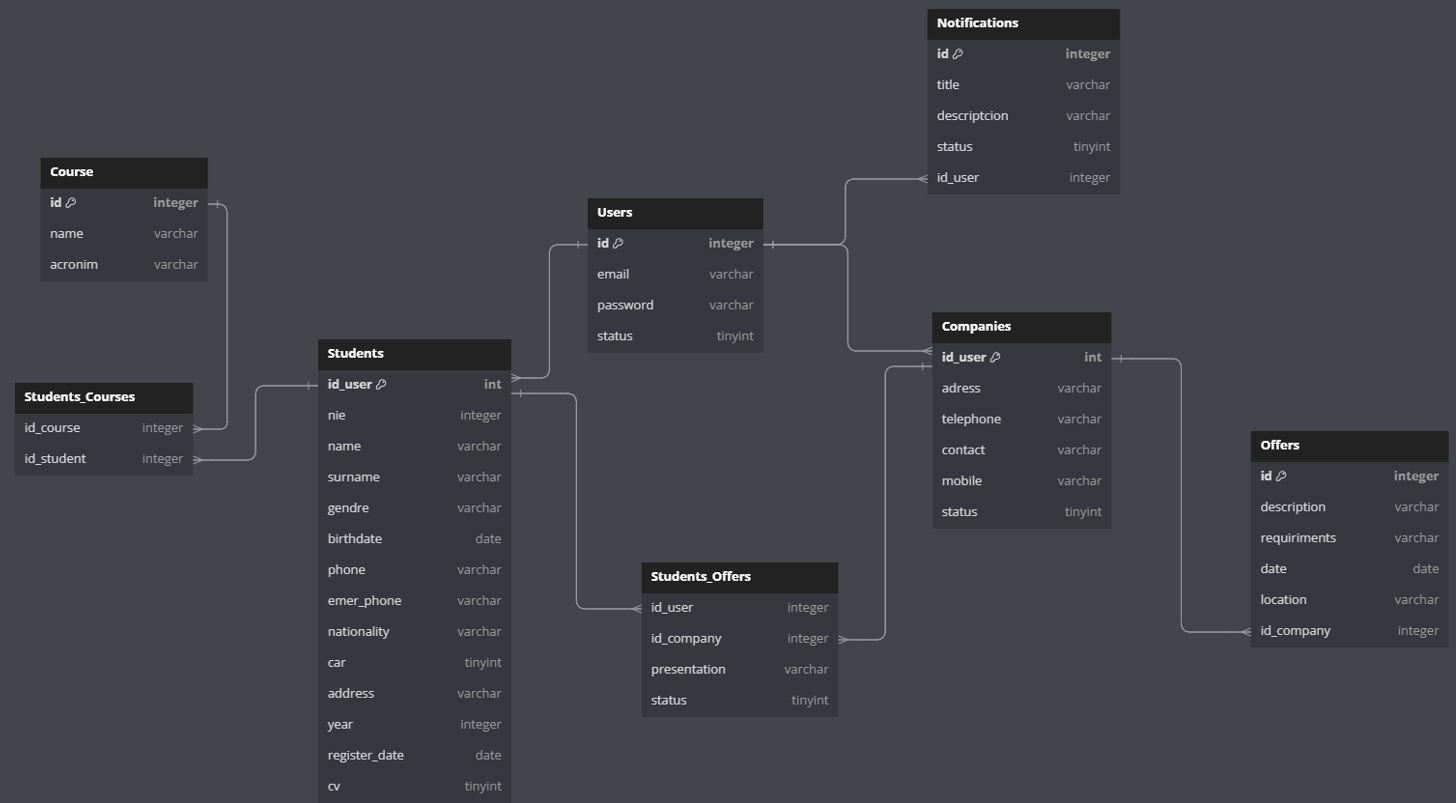 Notifications
id integer
title varchar
descriptcion varchar
status tinyint
id_user integer
Course
id integer
name varchar
acronim varchar
Users
id integer
email varchar
password varchar
status tinyint
Companies
id_user int
adress varchar
telephone varchar
contact varchar
mobile varchar
status tinyint
Students
id_user int
nie integer
name varchar
surname varchar
gendre varchar
birthdate date
phone varchar
emer_phone varchar
nationality varchar
car tinyint
address varchar
year integer
register_date date
cv tinyint
Students_Courses
id_course integer
id_student integer
Offers
id integer
description varchar
requiriments varchar
date date
location varchar
id_company integer
Students_Offers
id_user integer
id_company integer
presentation varchar
status tinyint